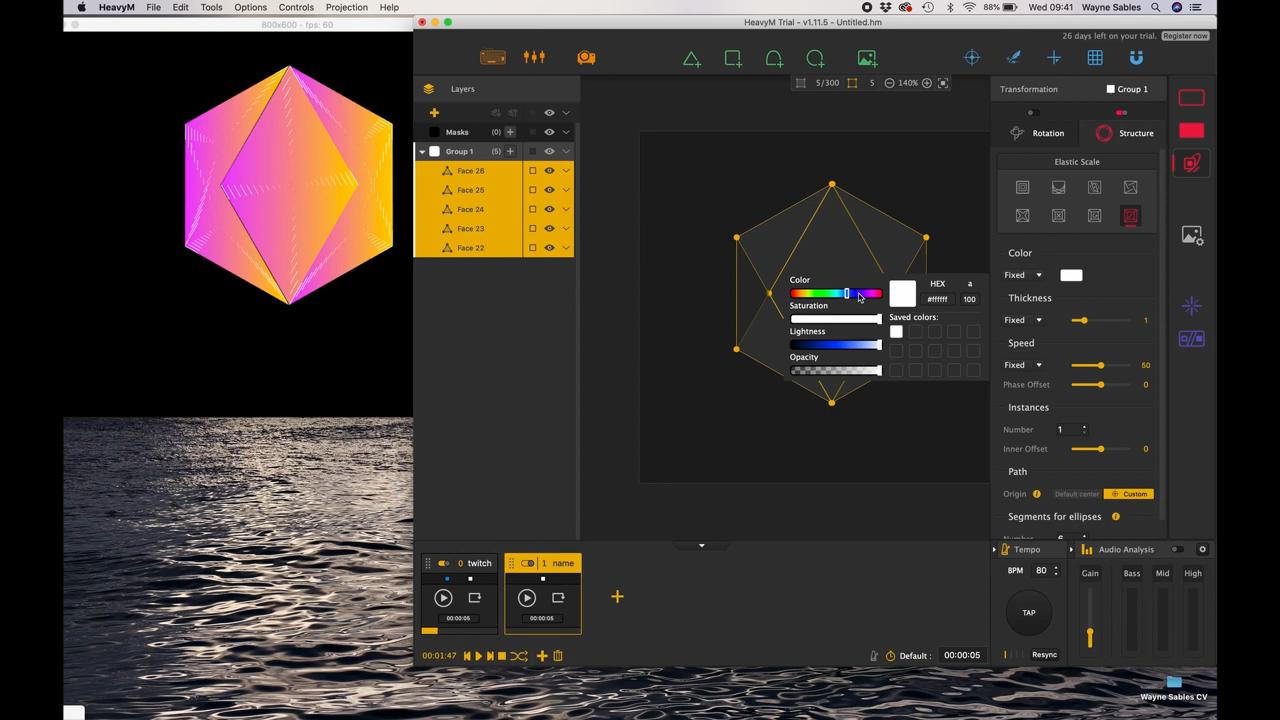 HeavyM File Edit Tools Options Controls Projection Help 88% Wed 09:41 Wayne Sables
800x600 - fps: 60
HeavyM Trial - v1.11.5 - Untitled.hm
26 days left on your trial. Register now
5/300 5 140%
Layers
Masks (0) +
Group 1 (5) +
Face 26
Face 25
Face 24
Face 23
Face 22
Color
Saturation
Lightness
Opacity
HEX a
#ffffff 100
Saved colors:
Transformation Group 1
Rotation Structure
Elastic Scale
Color
Fixed
Thickness
Fixed 1
Speed
Fixed 50
Phase Offset 0
Instances
Number 1
Inner Offset 0
Path
Origin i Default center Custom
Segments for ellipses i
Number 6
0 twitch
00:00:05
1 name
00:00:05
00:01:47
Default : 00:00:05
Tempo
BPM 80
TAP
Resync
Audio Analysis
Gain Bass Mid High
Wayne Sables CV